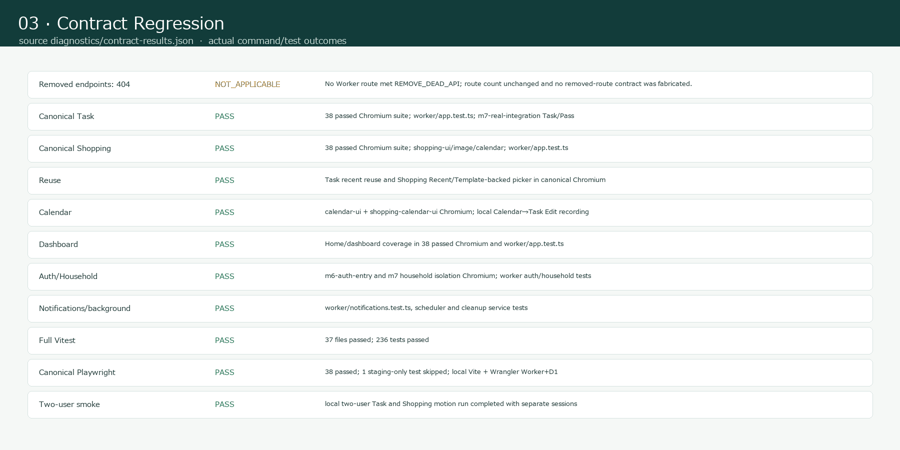 03 · Contract Regression
source diagnostics/contract-results.json · actual command/test outcomes
Removed endpoints: 404 NOT_APPLICABLE No Worker route met REMOVE_DEAD_API; route count unchanged and no removed-route contract was fabricated.
Canonical Task PASS 38 passed Chromium suite; worker/app.test.ts; m7-real-integration Task/Pass
Canonical Shopping PASS 38 passed Chromium suite; shopping-ui/image/calendar; worker/app.test.ts
Reuse PASS Task recent reuse and Shopping Recent/Template-backed picker in canonical Chromium
Calendar PASS calendar-ui + shopping-calendar-ui Chromium; local Calendar→Task Edit recording
Dashboard PASS Home/dashboard coverage in 38 passed Chromium and worker/app.test.ts
Auth/Household PASS m6-auth-entry and m7 household isolation Chromium; worker auth/household tests
Notifications/background PASS worker/notifications.test.ts, scheduler and cleanup service tests
Full Vitest PASS 37 files passed; 236 tests passed
Canonical Playwright PASS 38 passed; 1 staging-only test skipped; local Vite + Wrangler Worker+D1
Two-user smoke PASS local two-user Task and Shopping motion run completed with separate sessions